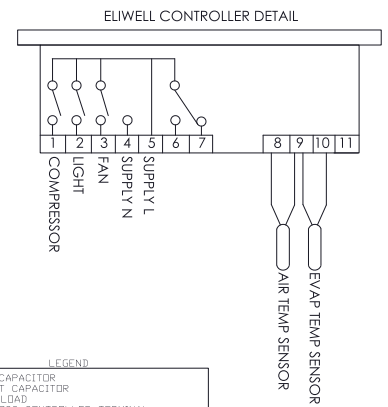 ELIWELL CONTROLLER DETAIL
1 2 3 4 5 6 7 8 9 10 11
COMPRESSOR
LIGHT
FAN
SUPPLY N
SUPPLY L
AIR TEMP SENSOR
EVAP TEMP SENSOR
LEGEND
CAPACITOR
T CAPACITOR
LOAD